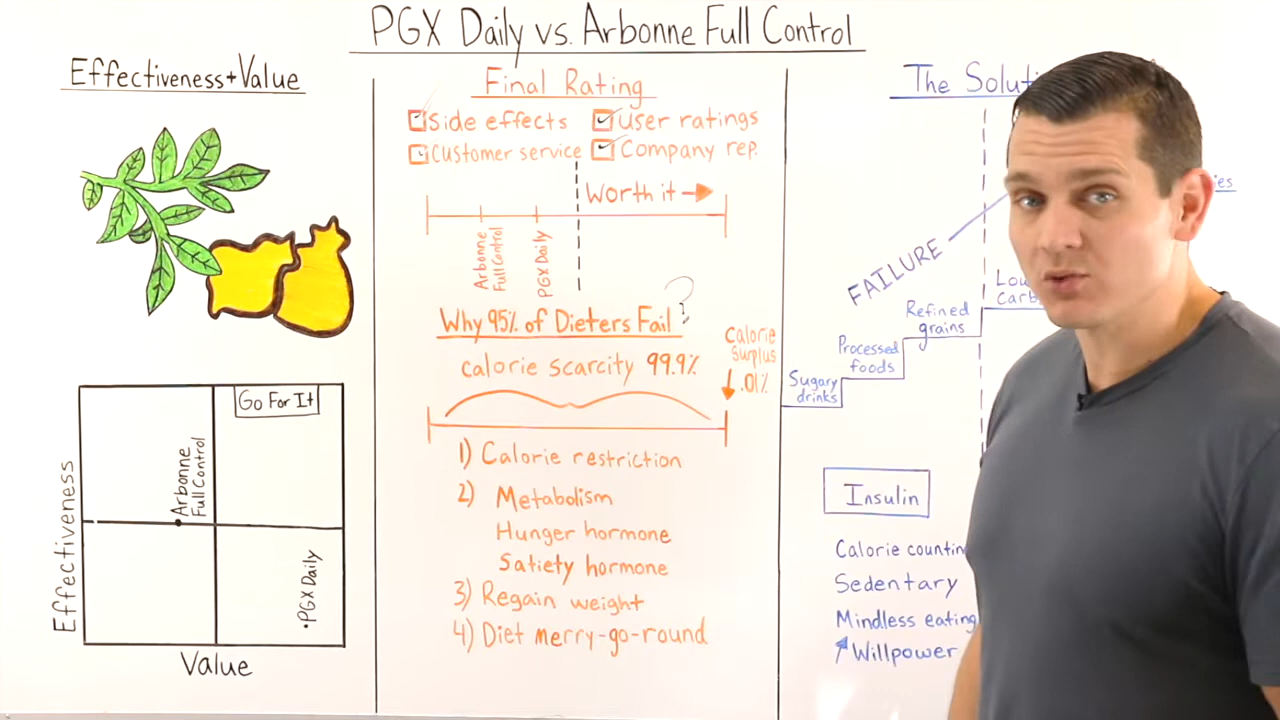 PGX Daily vs. Arbonne Full Control
Effectiveness+Value
Go For It
Arbonne
Full Control
PGX Daily
Effectiveness
Value
Final Rating
Side effects
User ratings
Customer service
Company rep.
Worth it
Arbonne
Full Control
PGX Daily
Why 95% of Dieters Fail?
calorie scarcity 99.9%
Calorie
Surplus
.01%
1) Calorie restriction
2) Metabolism
Hunger hormone
Satiety hormone
3) Regain weight
4) Diet merry-go-round
The Solut
FAILURE
Sugary
drinks
Processed
foods
Refined
grains
Carb
ies
Insulin
Calorie countin
Sedentary
Mindless eating
Willpower